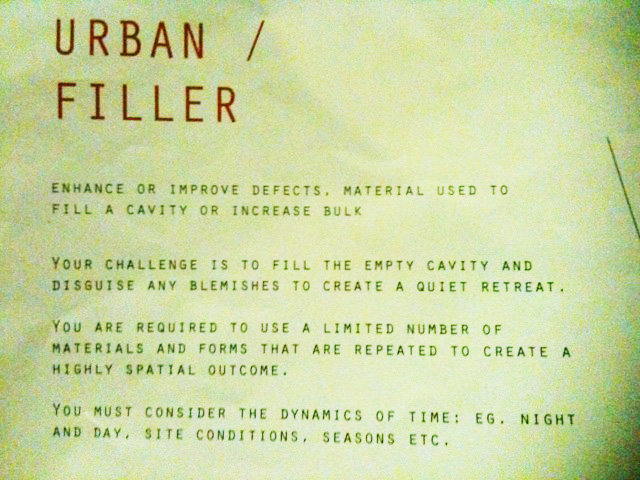 URBAN /
FILLER
ENHANCE OR IMPROVE DEFECTS. MATERIAL USED TO
FILL A CAVITY OR INCREASE BULK
YOUR CHALLENGE IS TO FILL THE EMPTY CAVITY AND
DISGUISE ANY BLEMISHES TO CREATE A QUIET RETREAT.
YOU ARE REQUIRED TO USE A LIMITED NUMBER OF
MATERIALS AND FORMS THAT ARE REPEATED TO CREATE A
HIGHLY SPATIAL OUTCOME.
YOU MUST CONSIDER THE DYNAMICS OF TIME: EG. NIGHT
AND DAY, SITE CONDITIONS, SEASONS ETC.